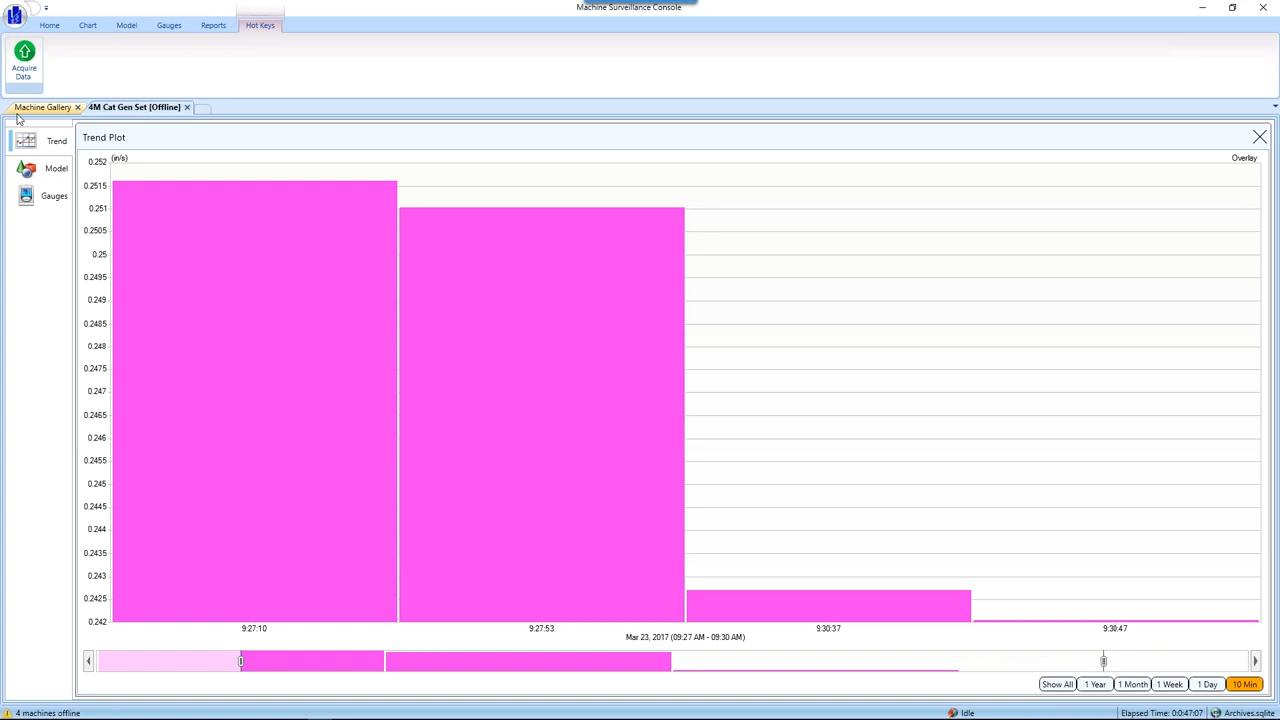 Machine Surveillance Console
Home Chart Model Gauges Reports Hot Keys
Acquire
Data
Machine Gallery 4M Cat Gen Set [Offline]
Trend
Model
Gauges
Trend Plot
(in/s)
Overlay
0.252
0.2515
0.251
0.2505
0.25
0.2495
0.249
0.2485
0.248
0.2475
0.247
0.2465
0.246
0.2455
0.245
0.2445
0.244
0.2435
0.243
0.2425
0.242
9:27:10 9:27:53 9:30:37 9:30:47
Mar 23, 2017 (09:27 AM - 09:30 AM)
Show All 1 Year 1 Month 1 Week 1 Day 10 Min
4 machines offline Idle Elapsed Time: 0:0:47:07 Archives.sqlite